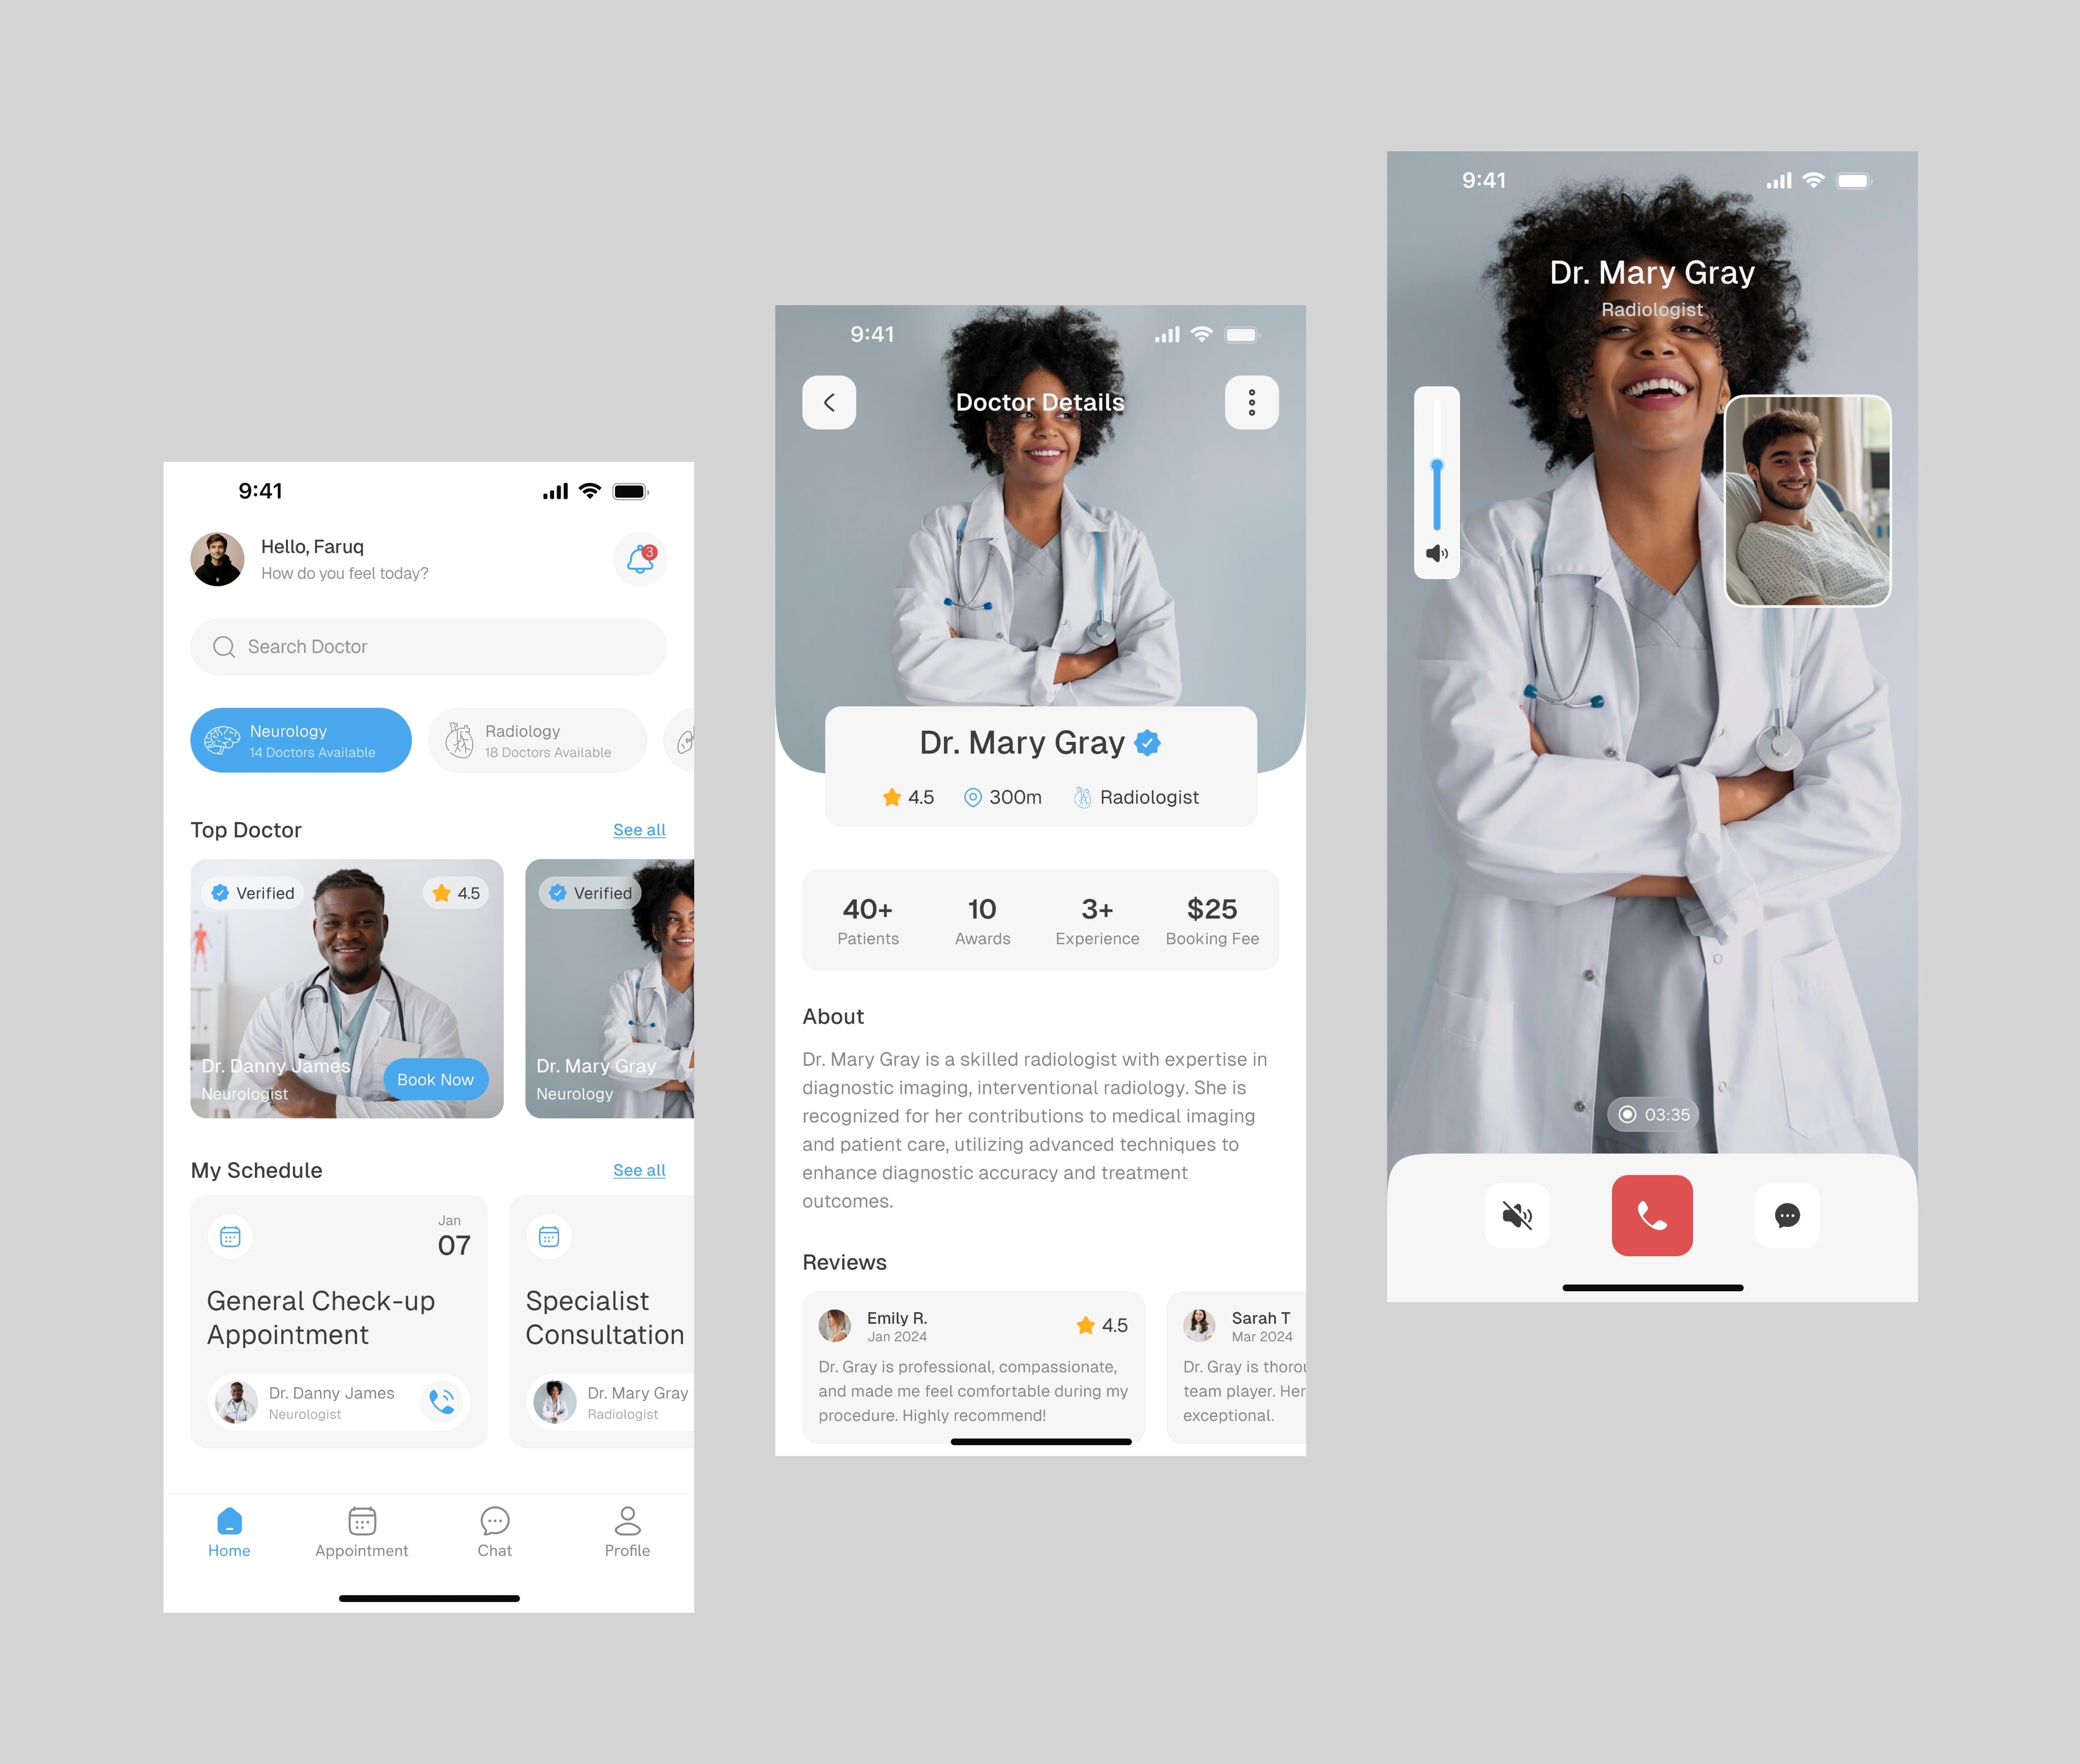 9:41
Hello, Faruq
How do you feel today?
3
Search Doctor
Neurology
14 Doctors Available
Radiology
18 Doctors Available
Top Doctor
See all
Verified
4.5
Dr. Danny James
Neurologist
Book Now
Verified
Dr. Mary Gray
Neurology
My Schedule
See all
Jan
07
General Check-up
Appointment
Dr. Danny James
Neurologist
Specialist
Consultation
Dr. Mary Gray
Radiologist
Home
Appointment
Chat
Profile
9:41
Doctor Details
Dr. Mary Gray
4.5
300m
Radiologist
40+
Patients
10
Awards
3+
Experience
$25
Booking Fee
About
Dr. Mary Gray is a skilled radiologist with expertise in
diagnostic imaging, interventional radiology. She is
recognized for her contributions to medical imaging
and patient care, utilizing advanced techniques to
enhance diagnostic accuracy and treatment
outcomes.
Reviews
Emily R.
Jan 2024
4.5
Dr. Gray is professional, compassionate,
and made me feel comfortable during my
procedure. Highly recommend!
Sarah T
Mar 2024
Dr. Gray is
team player. Her
exceptional.
9:41
Dr. Mary Gray
Radiologist
03:35